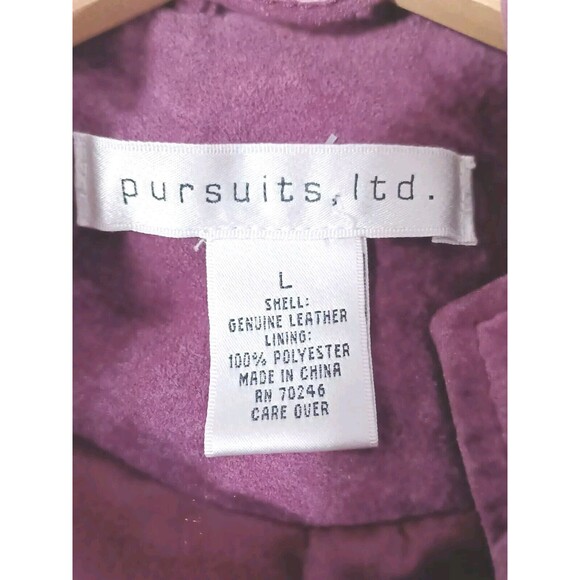 pursuits, ltd.
L
SHELL:
GENUINE LEATHER
LINING:
100% POLYESTER
MADE IN CHINA
RN 70246
CARE OVER